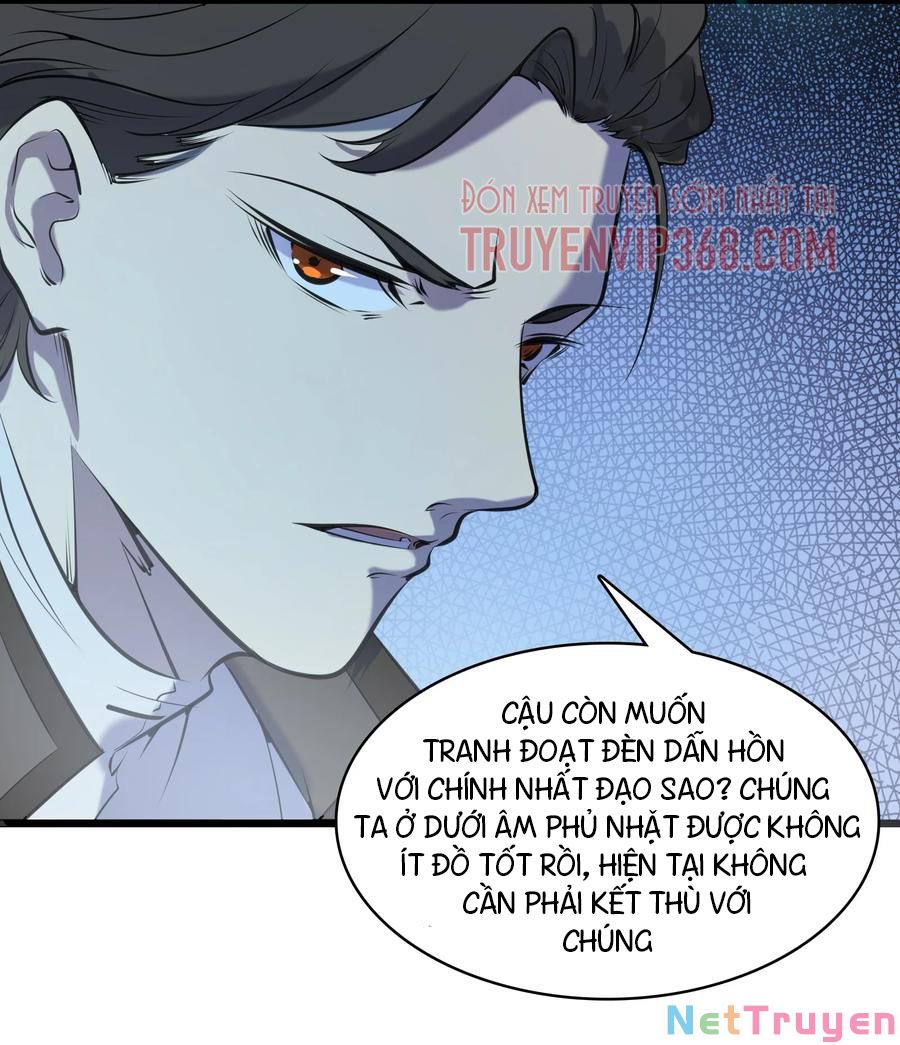 ĐÓN XEM TRUYỆN SỚM NHẤT TẠI
TRUYENVIP368.COM
CẬU CÒN MUỐN
TRANH ĐOẠT ĐÈN DẪN HỒN
VỚI CHÍNH NHẤT ĐẠO SAO? CHÚNG
TA Ở DƯỚI ÂM PHỦ NHẶT ĐƯỢC KHÔNG
ÍT ĐỒ TỐT RỒI, HIỆN TẠI KHÔNG
CẦN PHẢI KẾT THÙ VỚI
CHÚNG
NetTruyen